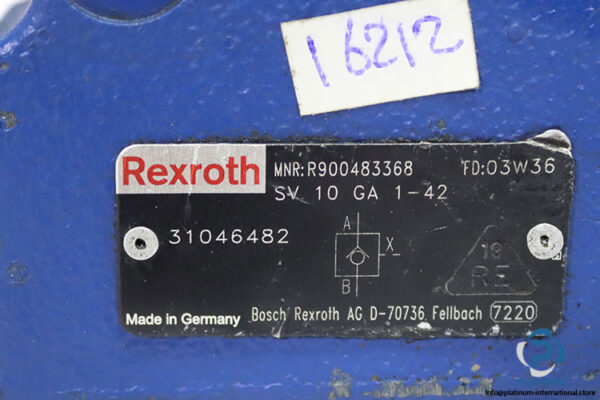 16212
Rexroth MNR:R900483368 FD:03W36
SV 10 GA 1-42
31046482
A
X
B
19
RE
Made in Germany Bosch Rexroth AG D-70736 Fellbach 7220
info@platinum-international.store